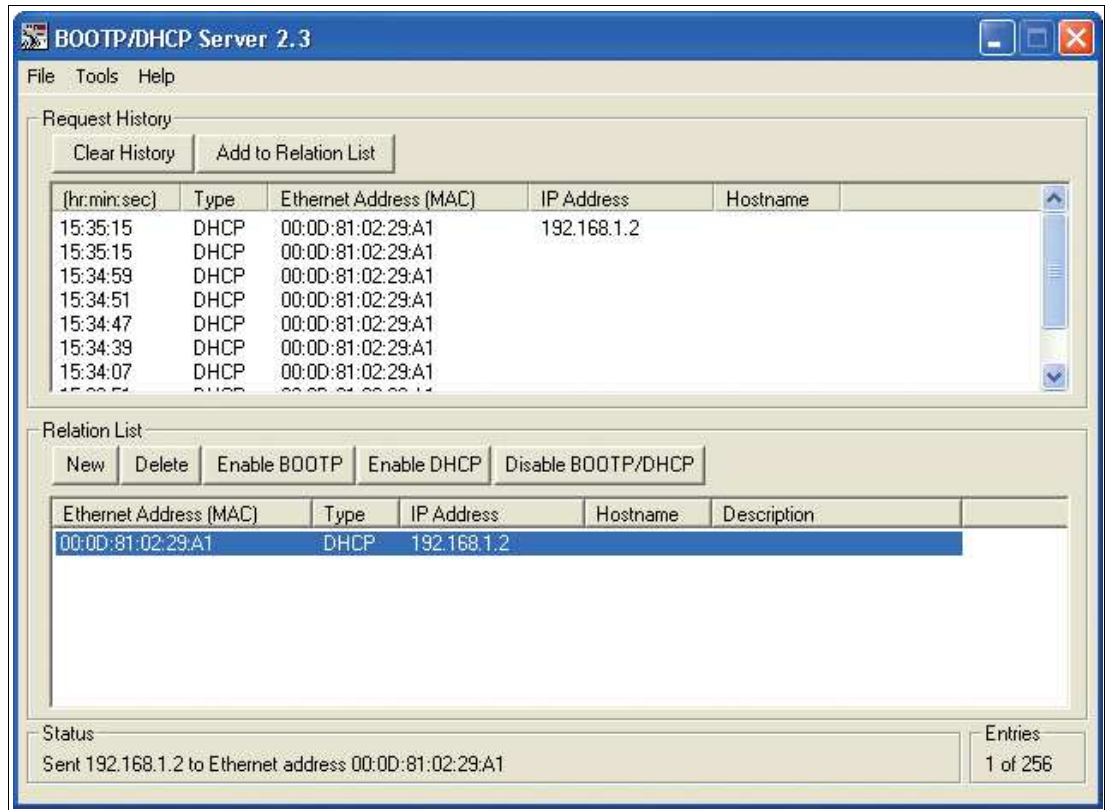 BOOTP/DHCP Server 2.3
File Tools Help
Request History
Clear History Add to Relation List
(hr:min:sec) Type Ethernet Address (MAC) IP Address Hostname
15:35:15 DHCP 00:0D:81:02:29:A1 192.168.1.2
15:35:15 DHCP 00:0D:81:02:29:A1
15:34:59 DHCP 00:0D:81:02:29:A1
15:34:51 DHCP 00:0D:81:02:29:A1
15:34:47 DHCP 00:0D:81:02:29:A1
15:34:39 DHCP 00:0D:81:02:29:A1
15:34:07 DHCP 00:0D:81:02:29:A1
Relation List
New Delete Enable BOOTP Enable DHCP Disable BOOTP/DHCP
Ethernet Address (MAC) Type IP Address Hostname Description
00:0D:81:02:29:A1 DHCP 192.168.1.2
Status Entries
Sent 192.168.1.2 to Ethernet address 00:0D:81:02:29:A1 1 of 256